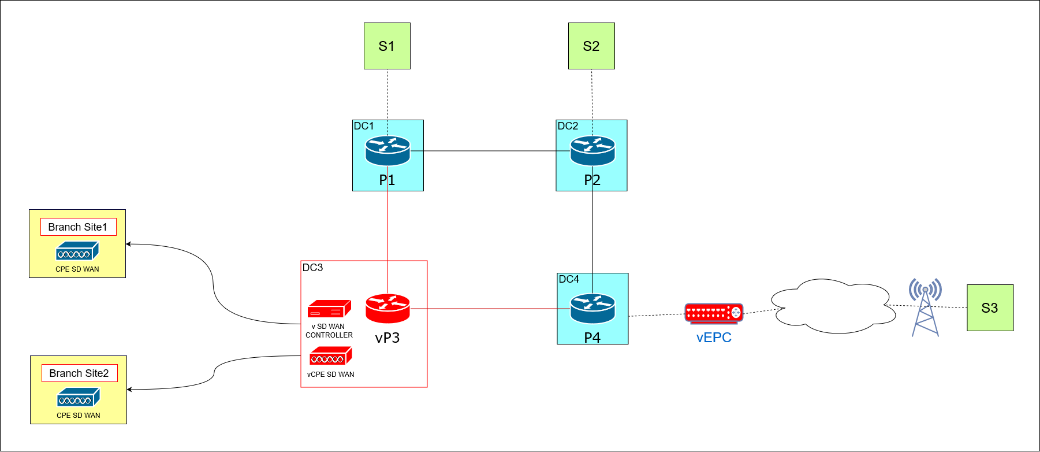 S1
S2
DC1
P1
DC2
P2
Branch Site1
CPE SD WAN
DC3
v SD WAN
CONTROLLER
vP3
vCPE SD WAN
DC4
P4
vEPC
S3
Branch Site2
CPE SD WAN